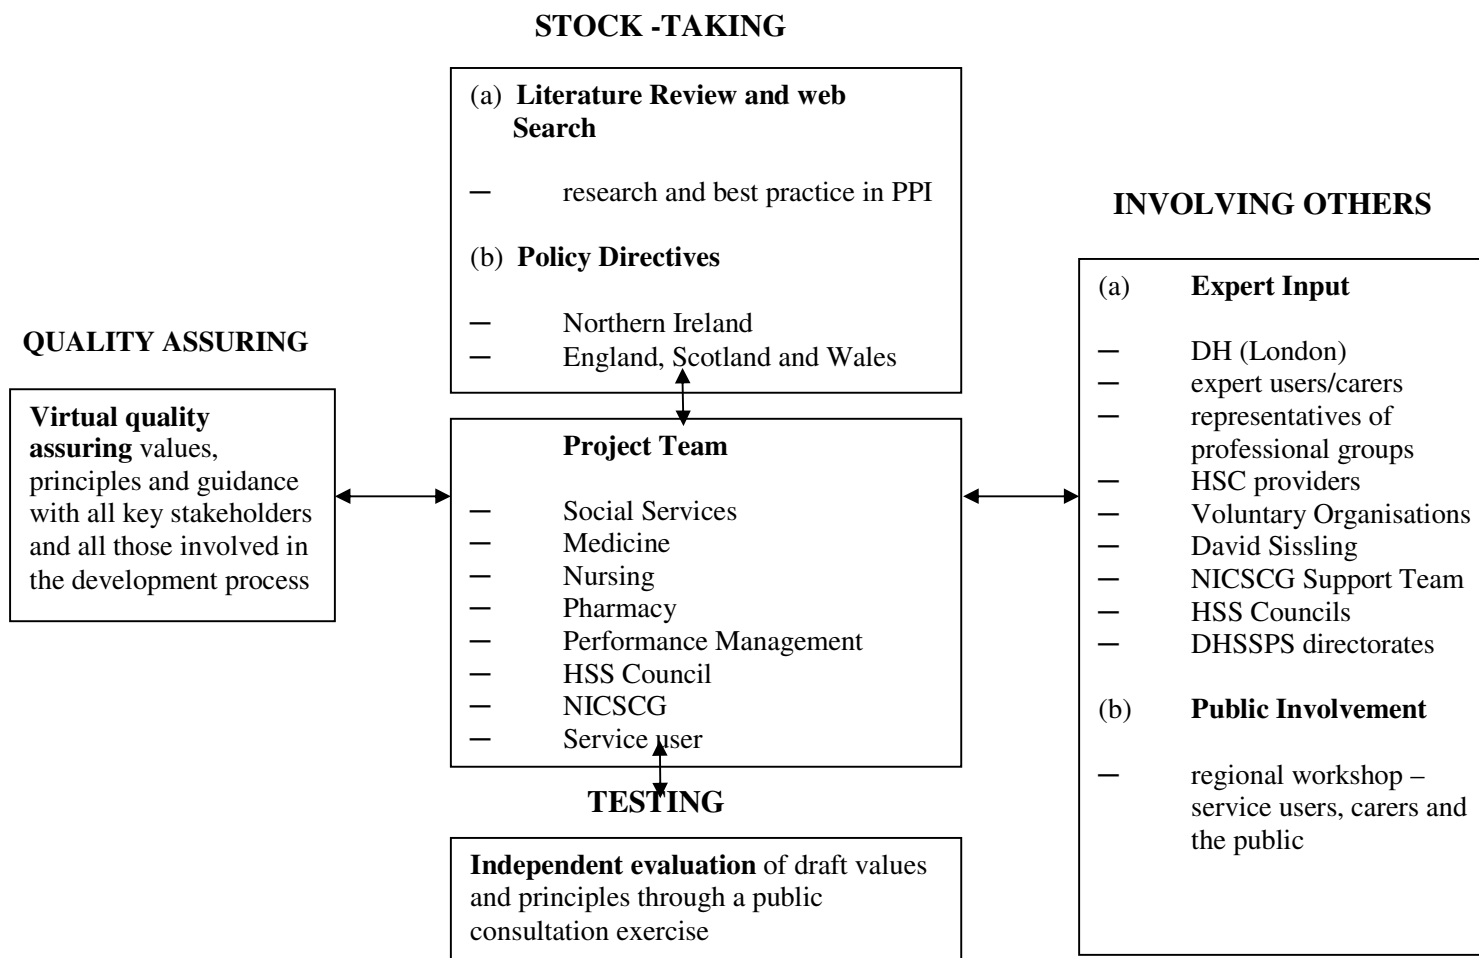 STOCK -TAKING
(a) Literature Review and web
Search
— research and best practice in PPI
(b) Policy Directives
— Northern Ireland
— England, Scotland and Wales
QUALITY ASSURING
Virtual quality
assuring values,
principles and guidance
with all key stakeholders
and all those involved in
the development process
Project Team
— Social Services
— Medicine
— Nursing
— Pharmacy
— Performance Management
— HSS Council
— NICSCG
— Service user
TESTING
Independent evaluation of draft values
and principles through a public
consultation exercise
INVOLVING OTHERS
(a) Expert Input
— DH (London)
— expert users/carers
— representatives of
professional groups
— HSC providers
— Voluntary Organisations
— David Sissling
— NICSCG Support Team
— HSS Councils
— DHSSPS directorates
(b) Public Involvement
— regional workshop –
service users, carers and
the public